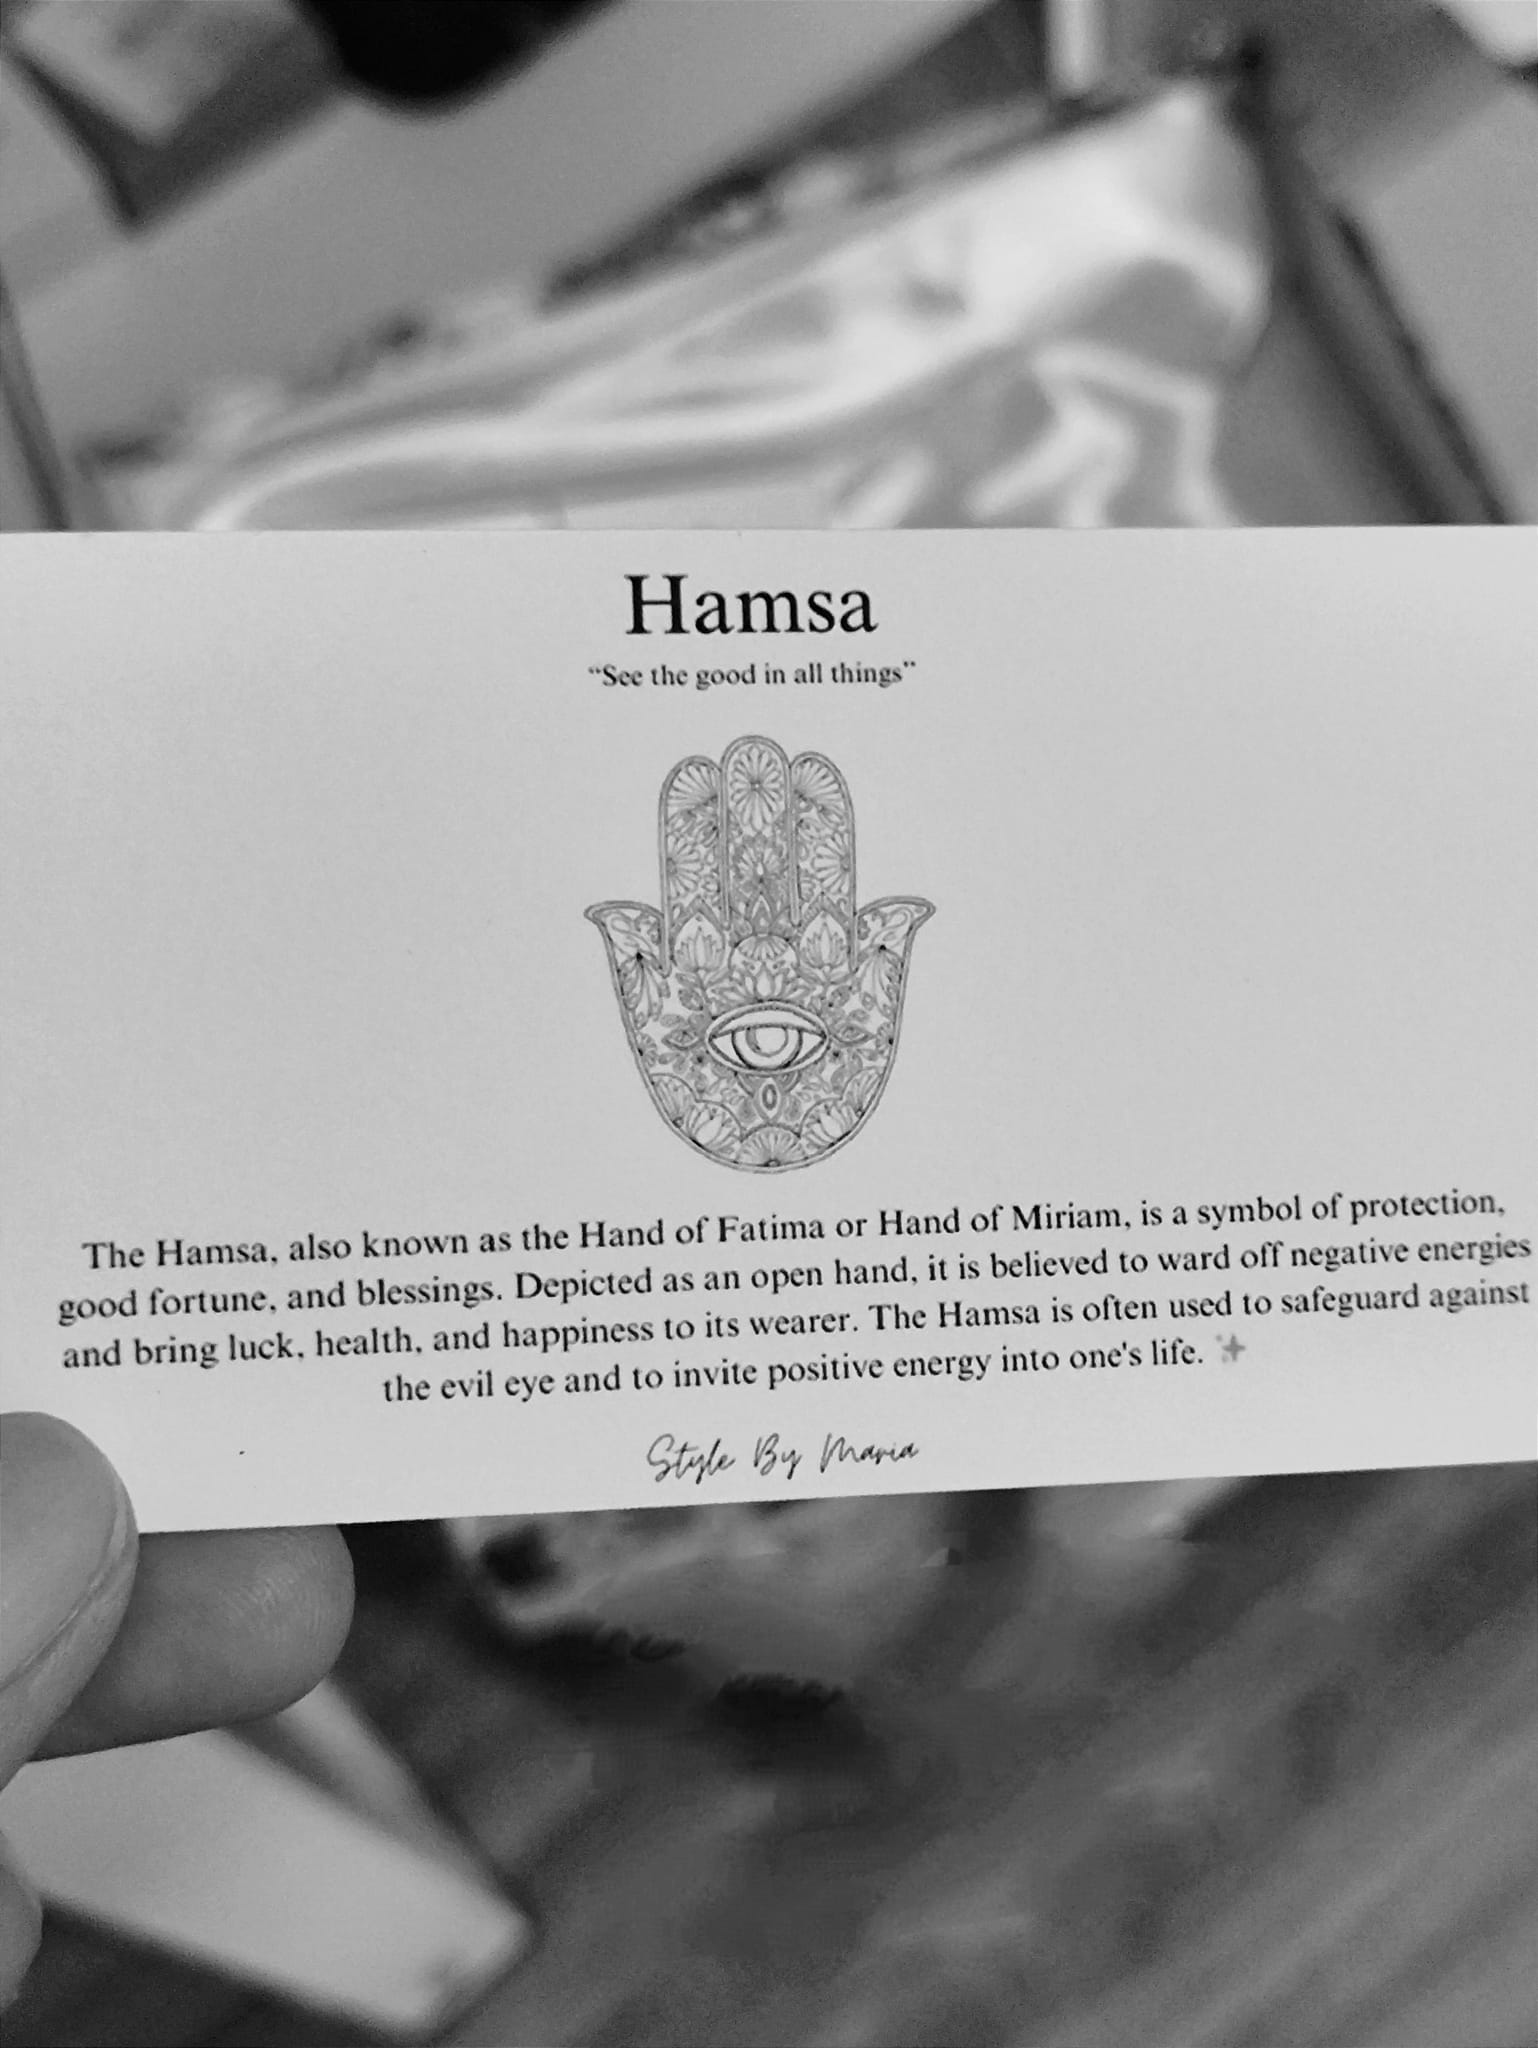 Hamsa
“See the good in all things”
The Hamsa, also known as the Hand of Fatima or Hand of Miriam, is a symbol of protection,
good fortune, and blessings. Depicted as an open hand, it is believed to ward off negative energies
and bring luck, health, and happiness to its wearer. The Hamsa is often used to safeguard against
the evil eye and to invite positive energy into one's life.
Style By Maria